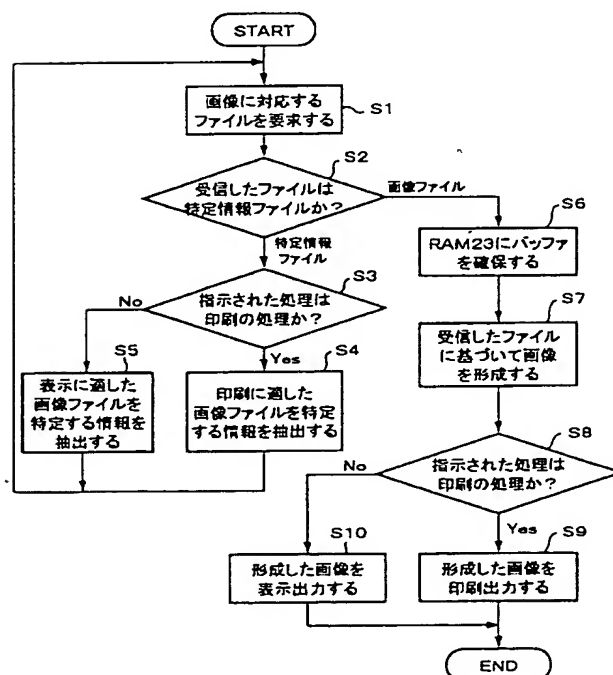 START
画像に対応する
ファイルを要求する
S1
S2
受信したファイルは
特定情報ファイルか?
画像ファイル
特定情報
ファイル
S3
指示された処理は
印刷の処理か?
No
Yes
S5
表示に適した
画像ファイルを
特定する情報を
抽出する
S4
印刷に適した
画像ファイルを特定
する情報を抽出する
S6
RAM23にバッファ
を確保する
S7
受信したファイル
に基づいて画像
を形成する
S8
指示された処理は
印刷の処理か?
No
Yes
S10
形成した画像を
表示出力する
S9
形成した画像を
印刷出力する
END